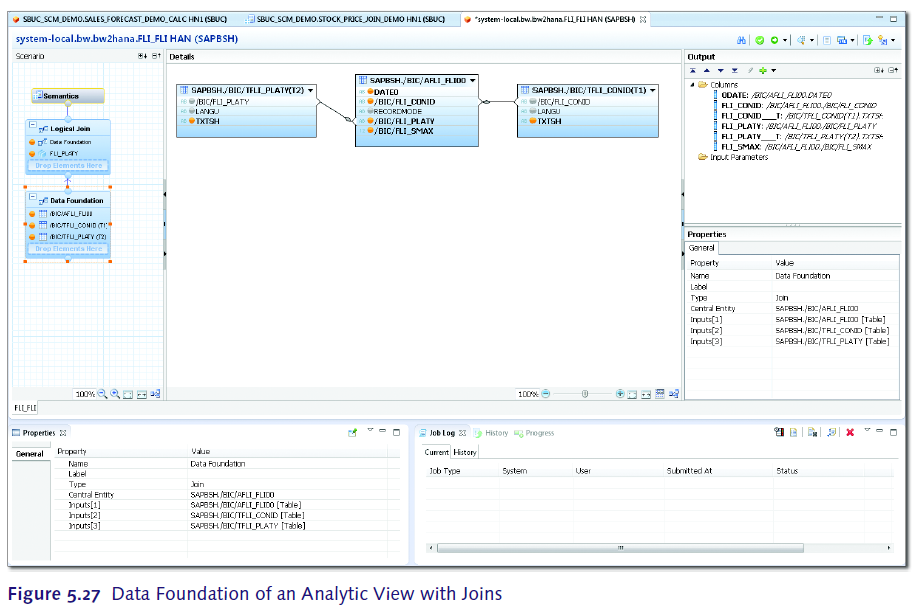 SBUC_SCM_DEMO.SALES_FORECAST_DEMO_CALC HN1 (SBUC)
SBUC_SCM_DEMO.STOCK_PRICE_JOIN_DEMO HN1 (SBUC)
*system-local.bw.bw2hana.FLI_FLI HAN (SAPBSH)
system-local.bw.bw2hana.FLI_FLI HAN (SAPBSH)
Scenario
Semantics
Logical Join
Data Foundation
FLI_PLATY
Drop Elements Here
Data Foundation
/BIC/AFLI_FLI00
/BIC/TFLI_CONID (T1)
/BIC/TFLI_PLATY (T2)
Drop Elements Here
100%
FLI_FLI
Details
SAPBSH./BIC/TFLI_PLATY(T2)
/BIC/FLI_PLATY
LANGU
TXTSH
SAPBSH./BIC/AFLI_FLI00
DATE0
/BIC/FLI_CONID
RECORDMODE
/BIC/FLI_PLATY
/BIC/FLI_SMAX
SAPBSH./BIC/TFLI_CONID(T1)
/BIC/FLI_CONID
LANGU
TXTSH
100%
Output
Columns
0DATE: /BIC/AFLI_FLI00.DATE0
FLI_CONID: /BIC/AFLI_FLI00./BIC/FLI_CONID
FLI_CONID___T: /BIC/TFLI_CONID(T1).TXTSH
FLI_PLATY: /BIC/AFLI_FLI00./BIC/FLI_PLATY
FLI_PLATY___T: /BIC/TFLI_PLATY(T2).TXTSH
FLI_SMAX: /BIC/AFLI_FLI00./BIC/FLI_SMAX
Input Parameters
Properties
General
Property Value
Name Data Foundation
Label
Type Join
Central Entity SAPBSH./BIC/AFLI_FLI00
Inputs[1] SAPBSH./BIC/AFLI_FLI00 [Table]
Inputs[2] SAPBSH./BIC/TFLI_CONID [Table]
Inputs[3] SAPBSH./BIC/TFLI_PLATY [Table]
Properties
General
Property Value
Name Data Foundation
Label
Type Join
Central Entity SAPBSH./BIC/AFLI_FLI00
Inputs[1] SAPBSH./BIC/AFLI_FLI00 [Table]
Inputs[2] SAPBSH./BIC/TFLI_CONID [Table]
Inputs[3] SAPBSH./BIC/TFLI_PLATY [Table]
Job Log History Progress
Current History
Job Type System User Submitted At Status
Figure 5.27 Data Foundation of an Analytic View with Joins